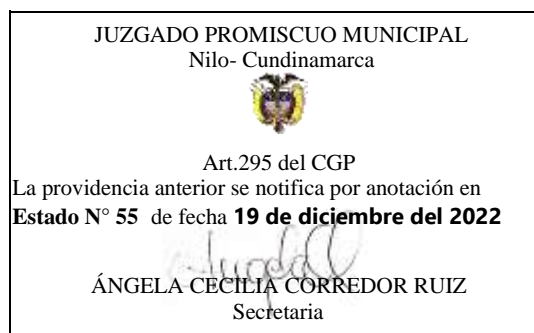 JUZGADO PROMISCUO MUNICIPAL
Nilo- Cundinamarca
Art.295 del CGP
La providencia anterior se notifica por anotación en
Estado N° 55 de fecha 19 de diciembre del 2022
ÁNGELA CECILIA CORREDOR RUIZ
Secretaria